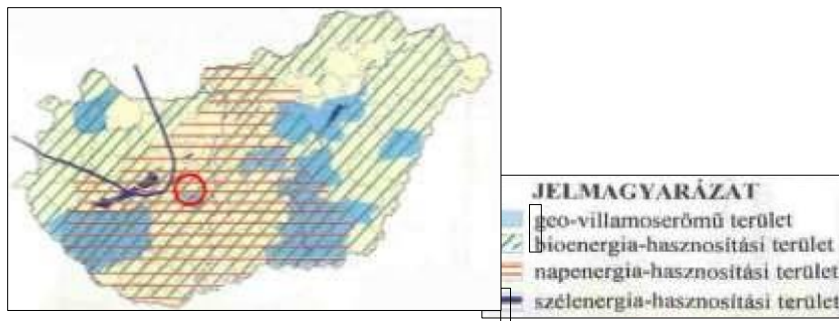 JELMAGYARÁZAT
geo-villamoserőmű terület
bioenergia-hasznosítási terület
napenergia-hasznosítási terület
szélenergia-hasznosítási terület